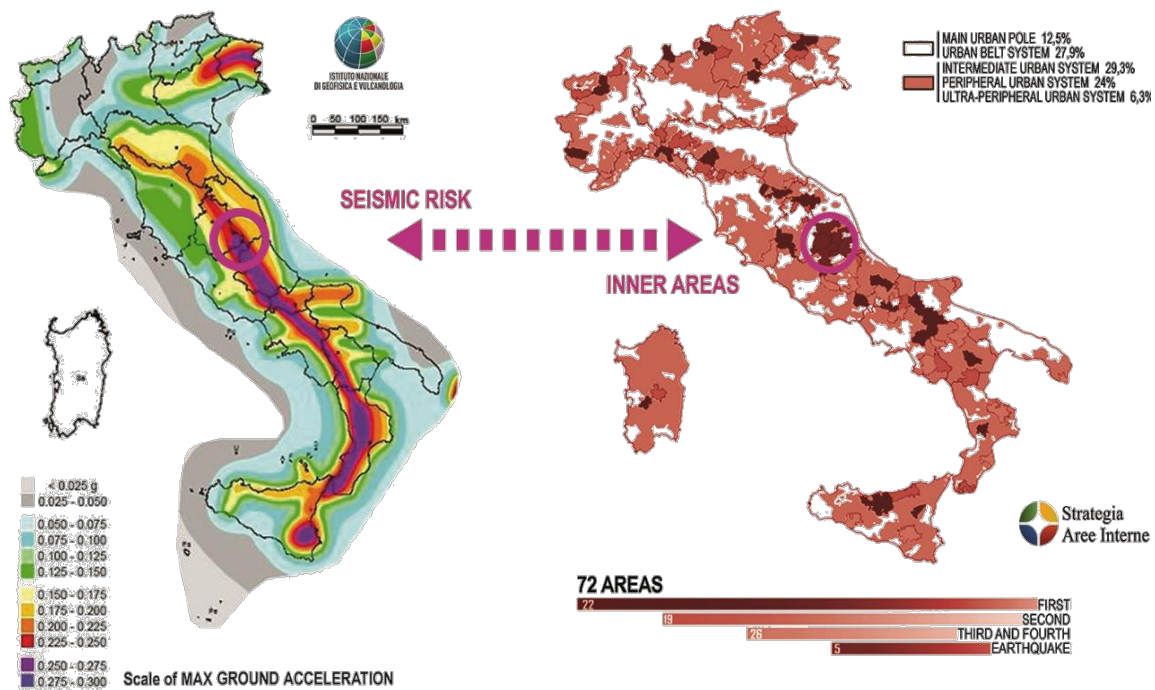 ISTITUTO NAZIONALE
DI GEOFISICA E VULCANOLOGIA
0 50 100 150 km
SEISMIC RISK
INNER AREAS
MAIN URBAN POLE 12,5%
URBAN BELT SYSTEM 27,9%
INTERMEDIATE URBAN SYSTEM 29,3%
PERIPHERAL URBAN SYSTEM 24%
ULTRA-PERIPHERAL URBAN SYSTEM 6,3%
< 0.025 g
0.025 - 0.050
0.050 - 0.075
0.075 - 0.100
0.100 - 0.125
0.125 - 0.150
0.150 - 0.175
0.175 - 0.200
0.200 - 0.225
0.225 - 0.250
0.250 - 0.275
0.275 - 0.300
Scale of MAX GROUND ACCELERATION
Strategia
Aree Interne
72 AREAS
22 FIRST
19 SECOND
26 THIRD AND FOURTH
5 EARTHQUAKE